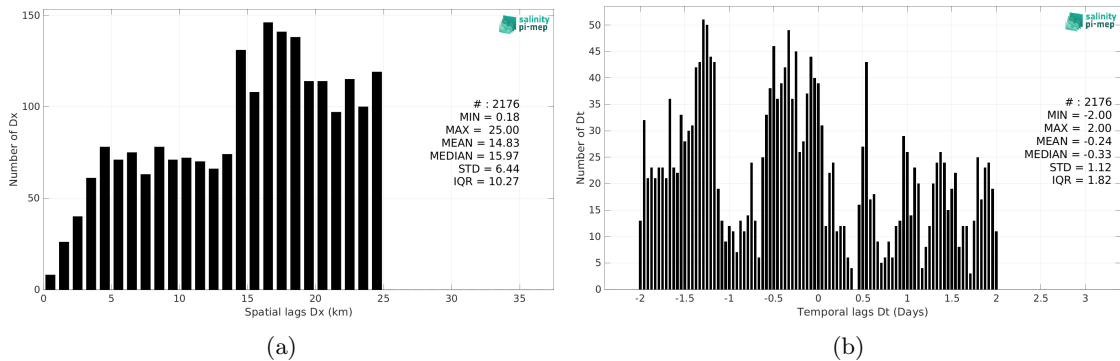 150
100
50
0
0 5 10 15 20 25 30 35
Number of Dx
Spatial lags Dx (km)
salinity
pi-mep
# : 2176
MIN = 0.18
MAX = 25.00
MEAN = 14.83
MEDIAN = 15.97
STD = 6.44
IQR = 10.27
(a)
50
45
40
35
30
25
20
15
10
5
0
-2 -1.5 -1 -0.5 0 0.5 1 1.5 2 2.5 3
Number of Dt
Temporal lags Dt (Days)
salinity
pi-mep
# : 2176
MIN = -2.00
MAX = 2.00
MEAN = -0.24
MEDIAN = -0.33
STD = 1.12
IQR = 1.82
(b)